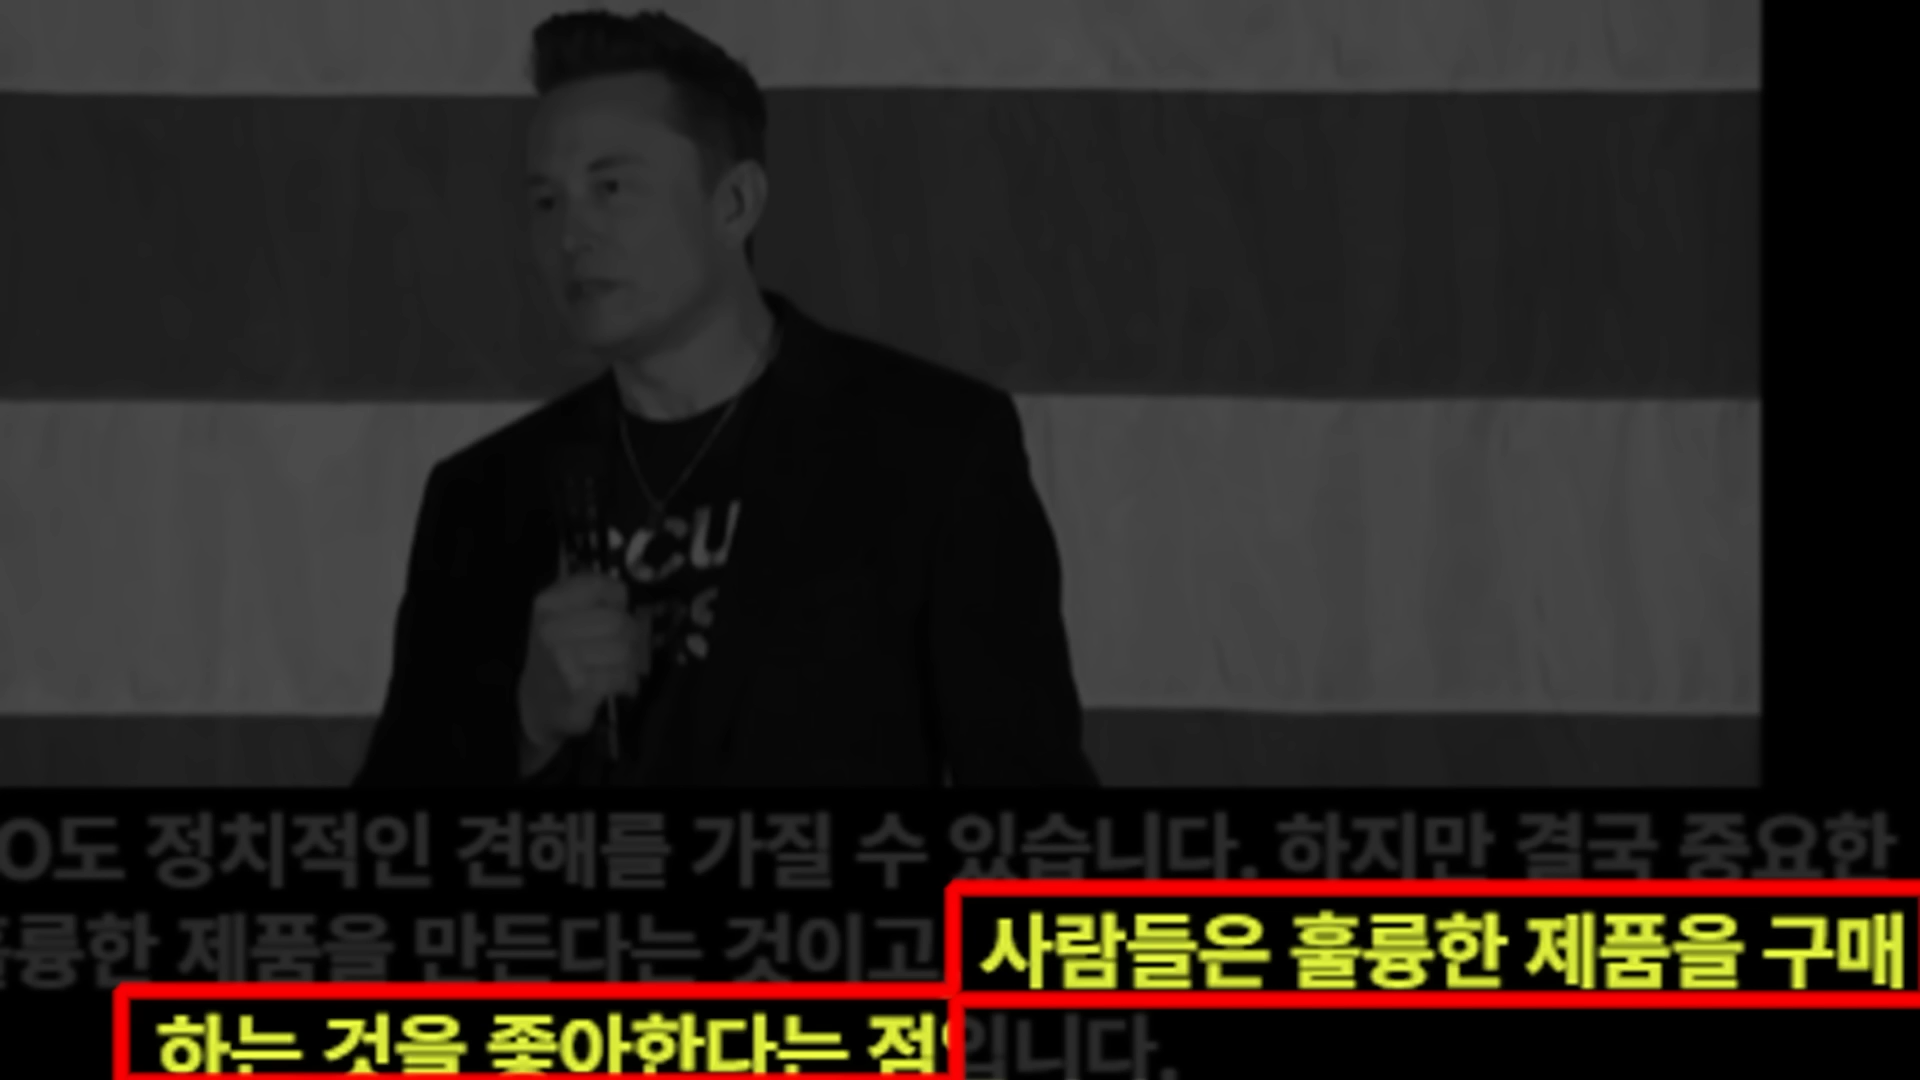 CCU
O도 정치적인 견해를 가질 수 있습니다. 하지만 결국 중요한
훌륭한 제품을 만든다는 것이고 사람들은 훌륭한 제품을 구매
하는 것을 좋아한다는 점입니다.